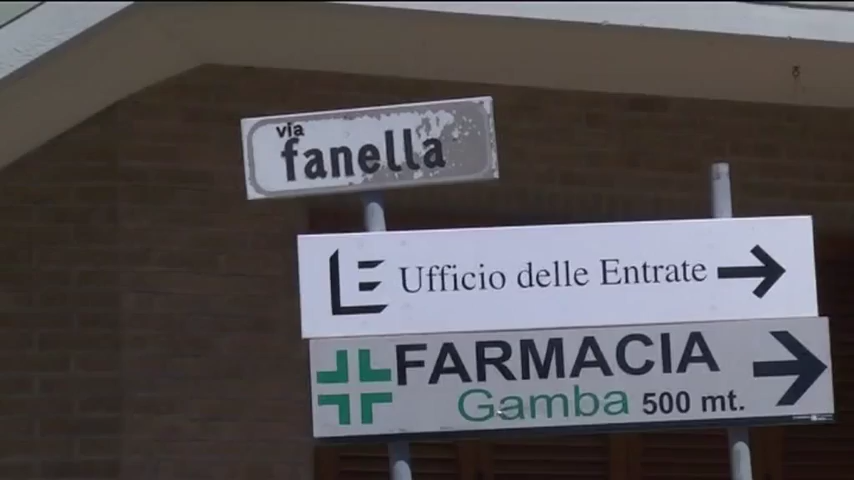 via
fanella
Ufficio delle Entrate
FARMACIA
Gamba 500 mt.